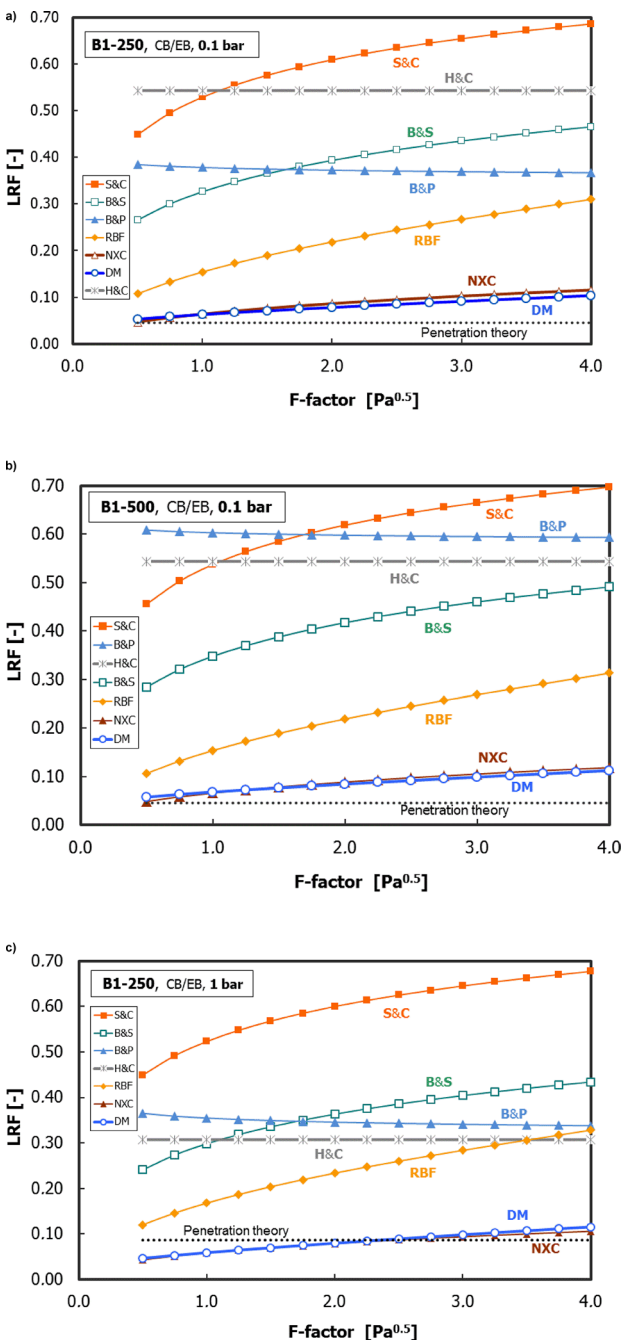 a)
0.70
0.60
0.50
0.40
0.30
0.20
0.10
0.00
LRF [-]
B1-250, CB/EB, 0.1 bar
S&C
H&C
B&S
B&P
RBF
NXC
DM
Penetration theory
S&C
B&S
B&P
RBF
NXC
DM
H&C
0.0 1.0 2.0 3.0 4.0
F-factor [Pa0.5]
b)
0.70
0.60
0.50
0.40
0.30
0.20
0.10
0.00
LRF [-]
B1-500, CB/EB, 0.1 bar
S&C
B&P
H&C
B&S
RBF
NXC
DM
Penetration theory
S&C
B&P
H&C
B&S
RBF
NXC
DM
0.0 1.0 2.0 3.0 4.0
F-factor [Pa0.5]
c)
0.70
0.60
0.50
0.40
0.30
0.20
0.10
0.00
LRF [-]
B1-250, CB/EB, 1 bar
S&C
B&S
B&P
H&C
RBF
Penetration theory
DM
NXC
S&C
B&S
B&P
H&C
RBF
NXC
DM
0.0 1.0 2.0 3.0 4.0
F-factor [Pa0.5]